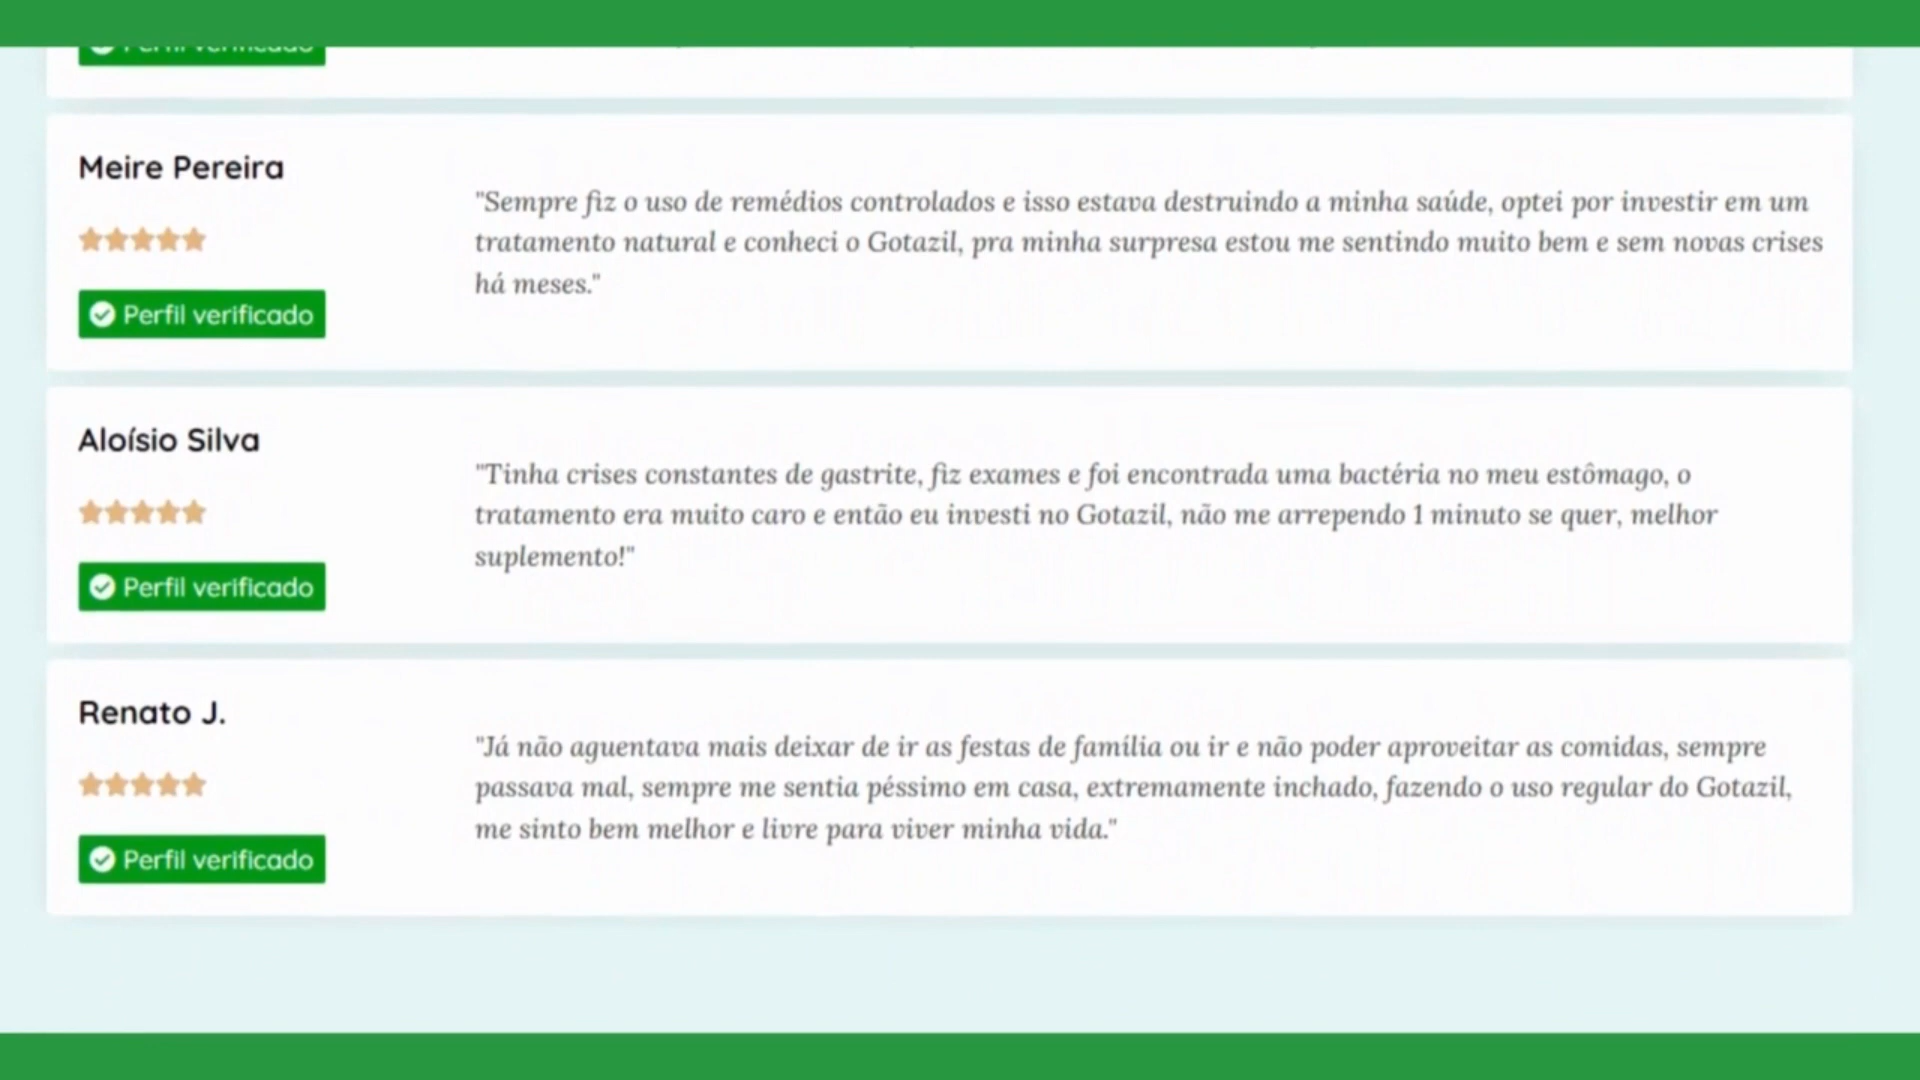 Perfil verificado
Meire Pereira
"Sempre fiz o uso de remédios controlados e isso estava destruindo a minha saúde, optei por investir em um
tratamento natural e conheci o Gotazil, pra minha surpresa estou me sentindo muito bem e sem novas crises
há meses."
Perfil verificado
Aloísio Silva
"Tinha crises constantes de gastrite, fiz exames e foi encontrada uma bactéria no meu estômago, o
tratamento era muito caro e então eu investi no Gotazil, não me arrependo 1 minuto se quer, melhor
suplemento!"
Perfil verificado
Renato J.
"Já não aguentava mais deixar de ir as festas de família ou ir e não poder aproveitar as comidas, sempre
passava mal, sempre me sentia péssimo em casa, extremamente inchado, fazendo o uso regular do Gotazil,
me sinto bem melhor e livre para viver minha vida."
Perfil verificado